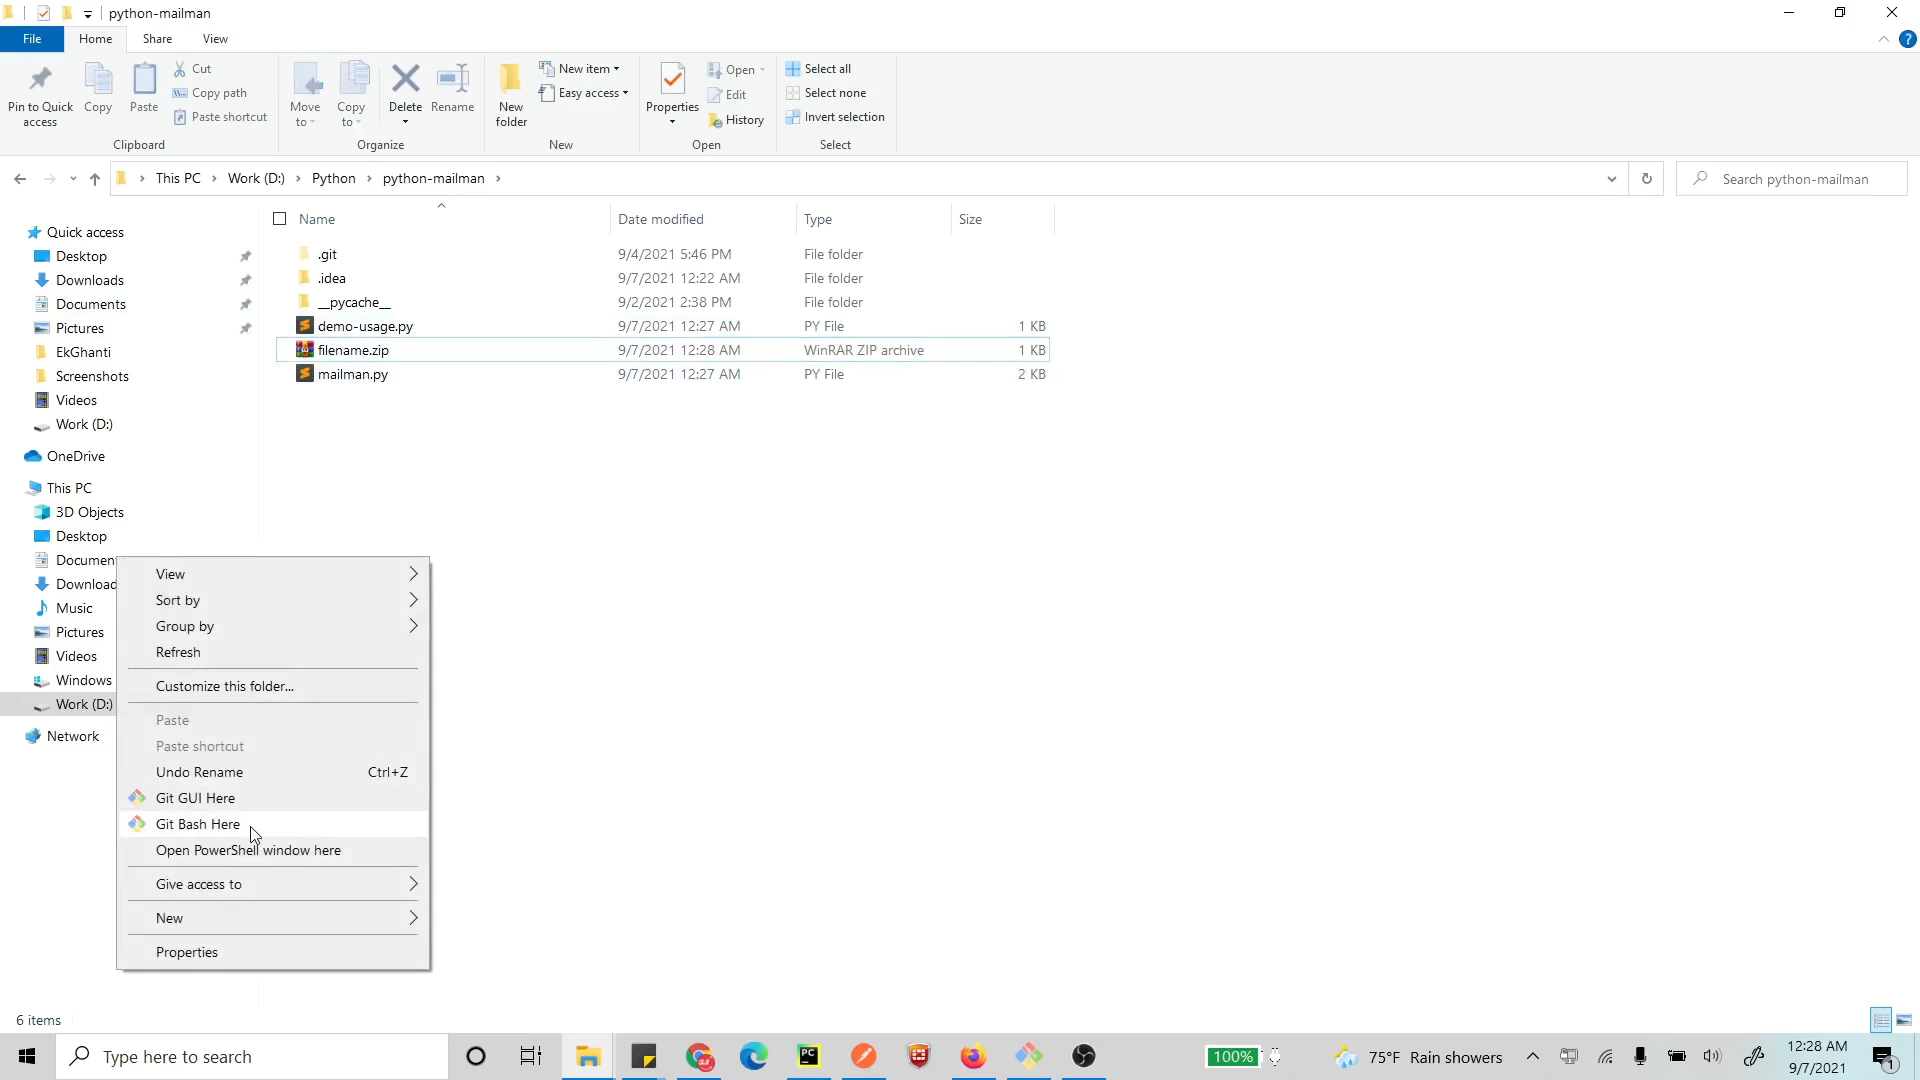 python-mailman
File
Home
Share
View
Pin to Quick access
Copy
Paste
Cut
Copy path
Paste shortcut
Move to
Copy to
Delete
Rename
New folder
New item
Easy access
Properties
Open
Edit
History
Select all
Select none
Invert selection
Clipboard
Organize
New
Open
Select
This PC
Work (D:)
Python
python-mailman
Search python-mailman
Name
Date modified
Type
Size
.git 9/4/2021 5:46 PM File folder
.idea 9/7/2021 12:22 AM File folder
__pycache__ 9/2/2021 2:38 PM File folder
demo-usage.py 9/7/2021 12:27 AM PY File 1 KB
filename.zip 9/7/2021 12:28 AM WinRAR ZIP archive 1 KB
mailman.py 9/7/2021 12:27 AM PY File 2 KB
Quick access
Desktop
Downloads
Documents
Pictures
EkGhanti
Screenshots
Videos
Work (D:)
OneDrive
This PC
3D Objects
Desktop
Documen
Download
Music
Pictures
Videos
Windows
Work (D:)
Network
View
Sort by
Group by
Refresh
Customize this folder...
Paste
Paste shortcut
Undo Rename Ctrl+Z
Git GUI Here
Git Bash Here
Open PowerShell window here
Give access to
New
Properties
6 items
Type here to search
PC
100%
75°F Rain showers
12:28 AM
9/7/2021
1